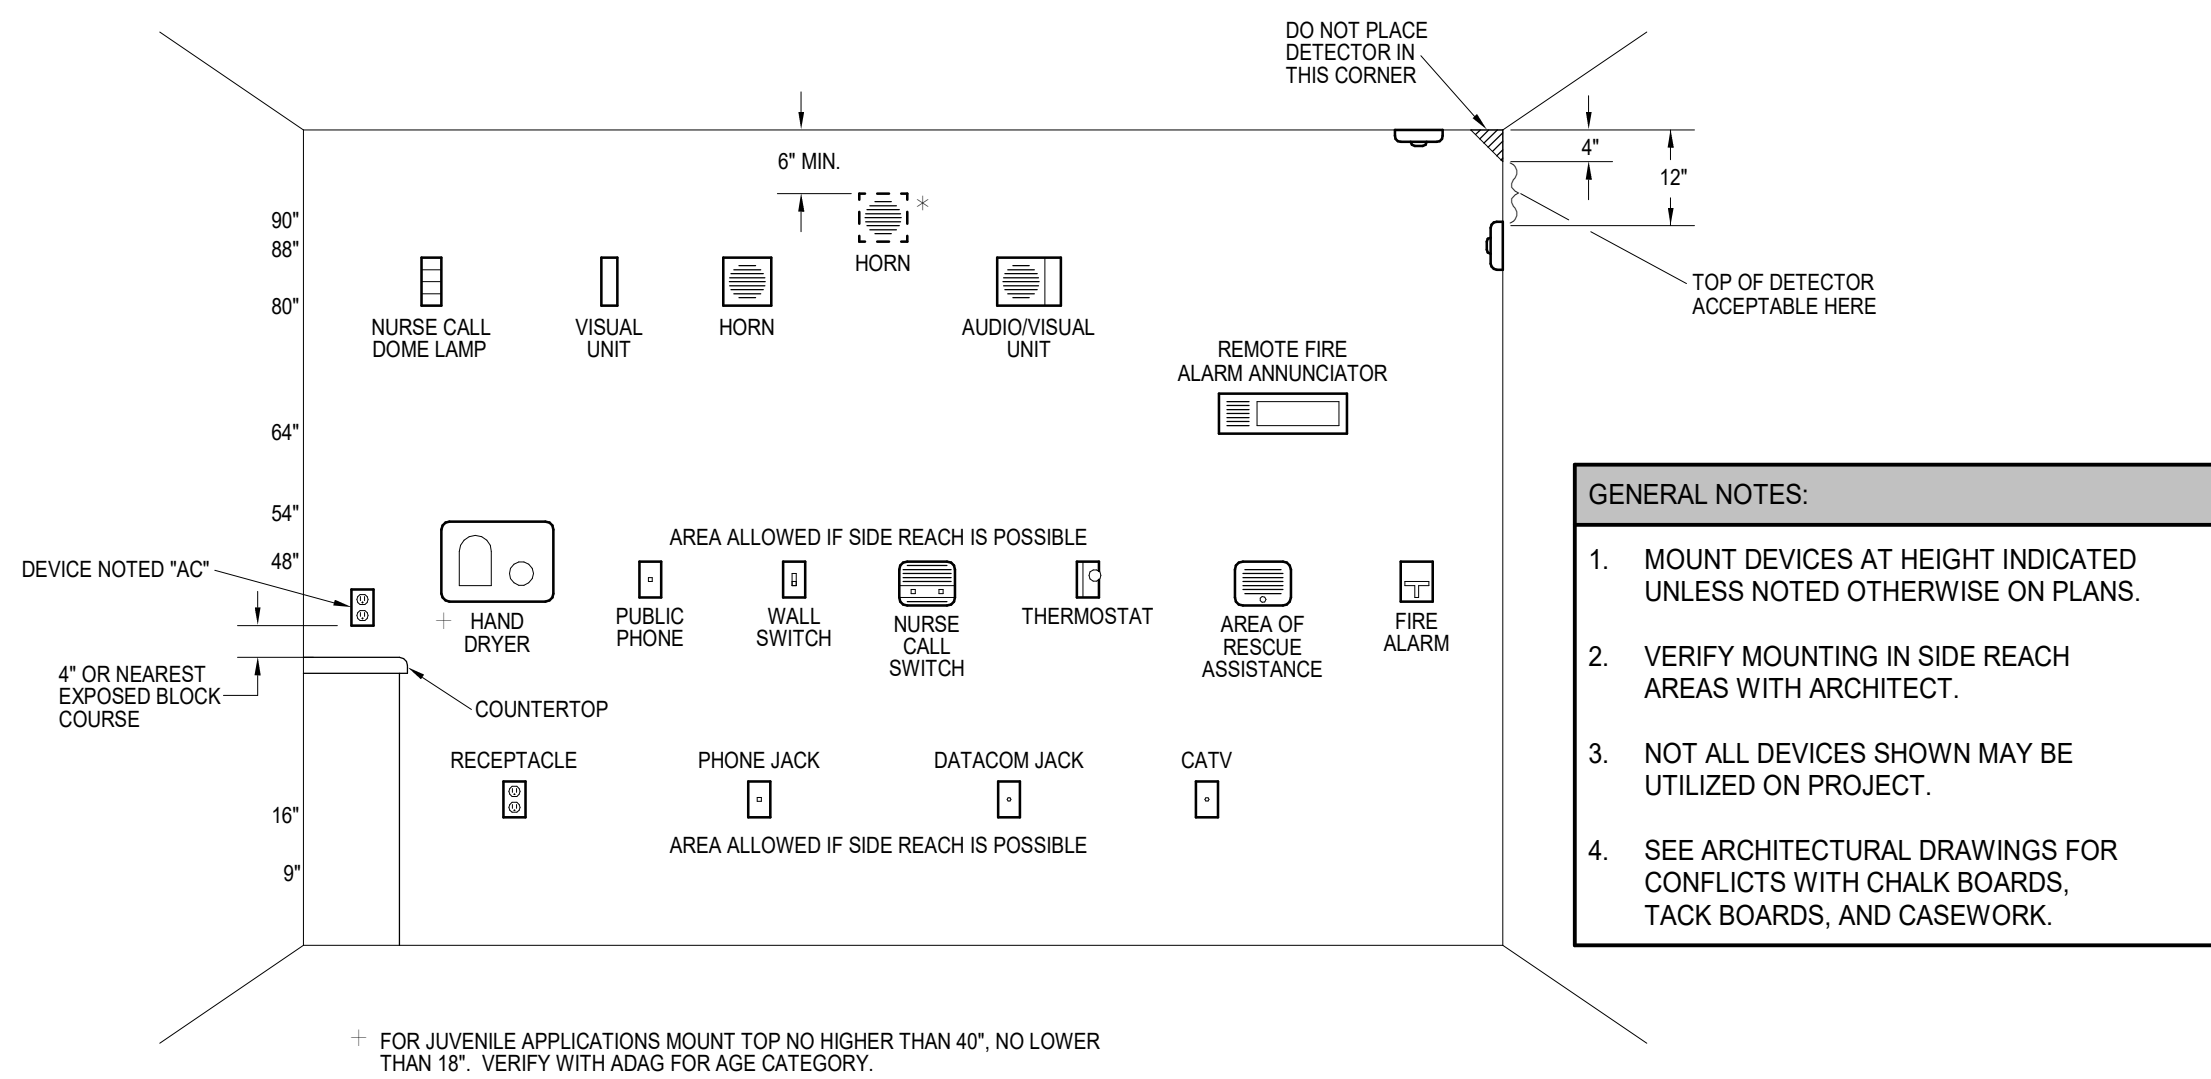 DO NOT PLACE
DETECTOR IN
THIS CORNER
6" MIN.
4"
12"
*
HORN
90"
88"
80"
NURSE CALL
DOME LAMP
VISUAL
UNIT
HORN
AUDIO/VISUAL
UNIT
TOP OF DETECTOR
ACCEPTABLE HERE
REMOTE FIRE
ALARM ANNUNCIATOR
64"
54"
48"
16"
9"
DEVICE NOTED "AC"
4" OR NEAREST
EXPOSED BLOCK
COURSE
COUNTERTOP
AREA ALLOWED IF SIDE REACH IS POSSIBLE
+ HAND
DRYER
PUBLIC
PHONE
WALL
SWITCH
NURSE
CALL
SWITCH
THERMOSTAT
AREA OF
RESCUE
ASSISTANCE
FIRE
ALARM
RECEPTACLE
PHONE JACK
DATACOM JACK
CATV
AREA ALLOWED IF SIDE REACH IS POSSIBLE
GENERAL NOTES:
1. MOUNT DEVICES AT HEIGHT INDICATED
UNLESS NOTED OTHERWISE ON PLANS.
2. VERIFY MOUNTING IN SIDE REACH
AREAS WITH ARCHITECT.
3. NOT ALL DEVICES SHOWN MAY BE
UTILIZED ON PROJECT.
4. SEE ARCHITECTURAL DRAWINGS FOR
CONFLICTS WITH CHALK BOARDS,
TACK BOARDS, AND CASEWORK.
+ FOR JUVENILE APPLICATIONS MOUNT TOP NO HIGHER THAN 40", NO LOWER
THAN 18". VERIFY WITH ADAG FOR AGE CATEGORY.